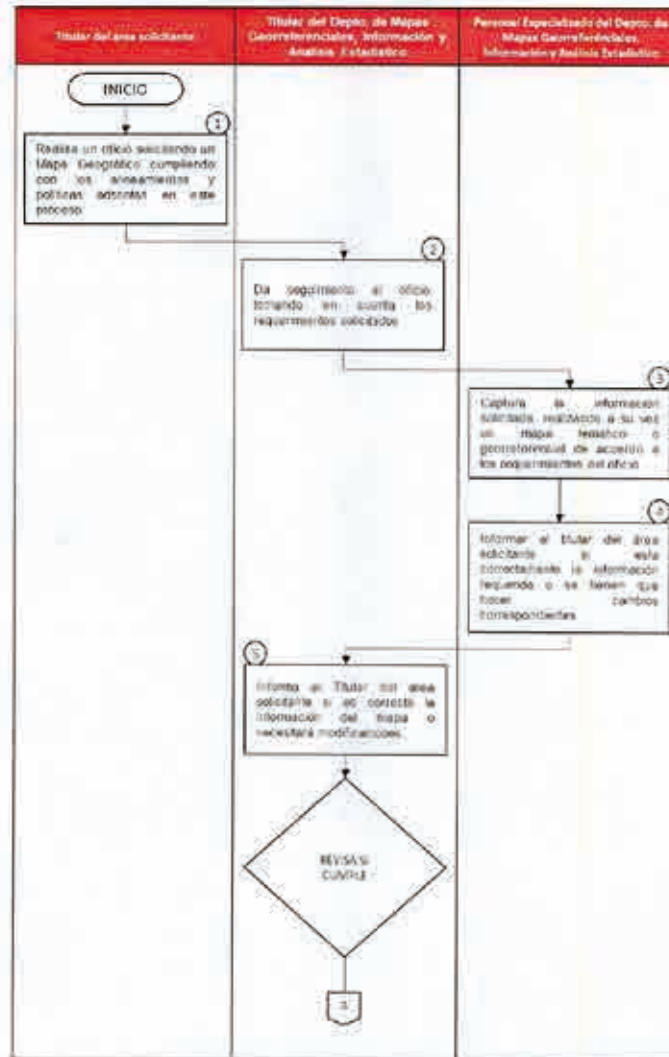 Titular del área solicitante
Titular del Depto. de Mapas
Georreferenciales, Información y
Análisis Estadístico
Personal Especializado del Depto. de
Mapas Georreferenciales,
Información y Análisis Estadístico
INICIO
1
Realiza un oficio solicitando un
Mapa Geográfico cumpliendo
con los lineamientos y
políticas adscritas en este
proceso
2
Da seguimiento al oficio
tomando en cuenta los
requerimientos solicitados
3
Captura la información
solicitada realizando a su vez
un mapa temático o
georreferencial de acuerdo a
los requerimientos del oficio
4
Informar al titular del área
solicitante si esta
correctamente la información
requerida o se tienen que
hacer cambios
correspondientes
5
Informa al Titular del área
solicitante si es correcta la
información del mapa o
necesitará modificaciones
REVISA SI
CUMPLE